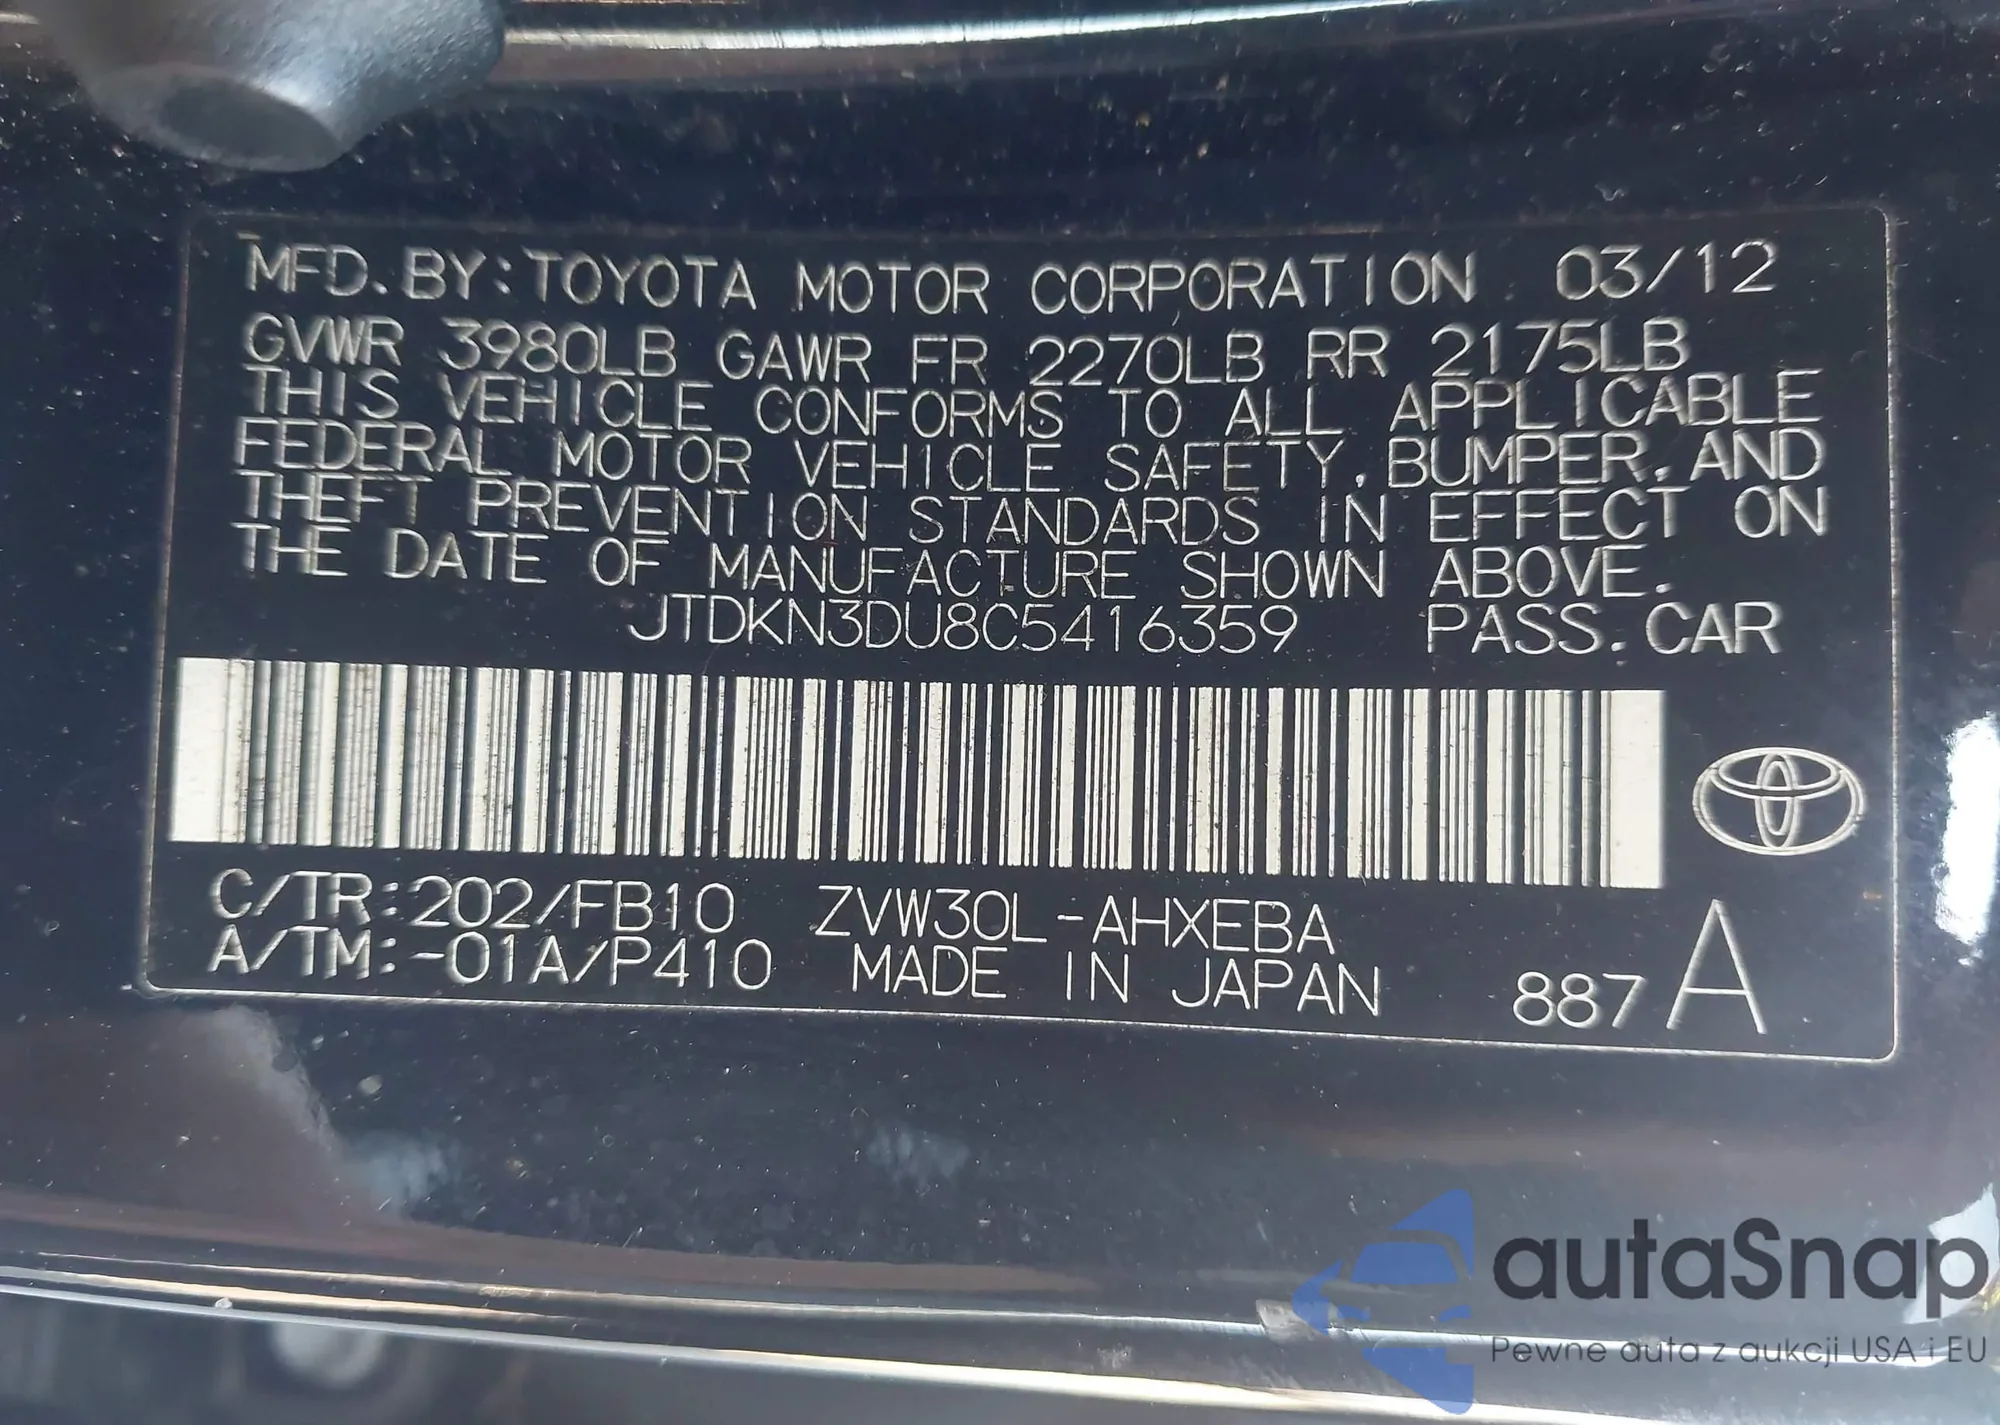 MFD. BY: TOYOTA MOTOR CORPORATION 03/12
GVWR 3980LB GAWR FR 2270LB RR 2175LB
THIS VEHICLE CONFORMS TO ALL APPLICABLE
FEDERAL MOTOR VEHICLE SAFETY, BUMPER, AND
THEFT PREVENTION STANDARDS IN EFFECT ON
THE DATE OF MANUFACTURE SHOWN ABOVE.
JTDKN3DU8C5416359 PASS. CAR
C/TR: 202/FB10 ZVW30L-AHXEBA
A/TM: -01A/P410 MADE IN JAPAN 887 A
autaSnap
Pewne auta z aukcji USA i EU